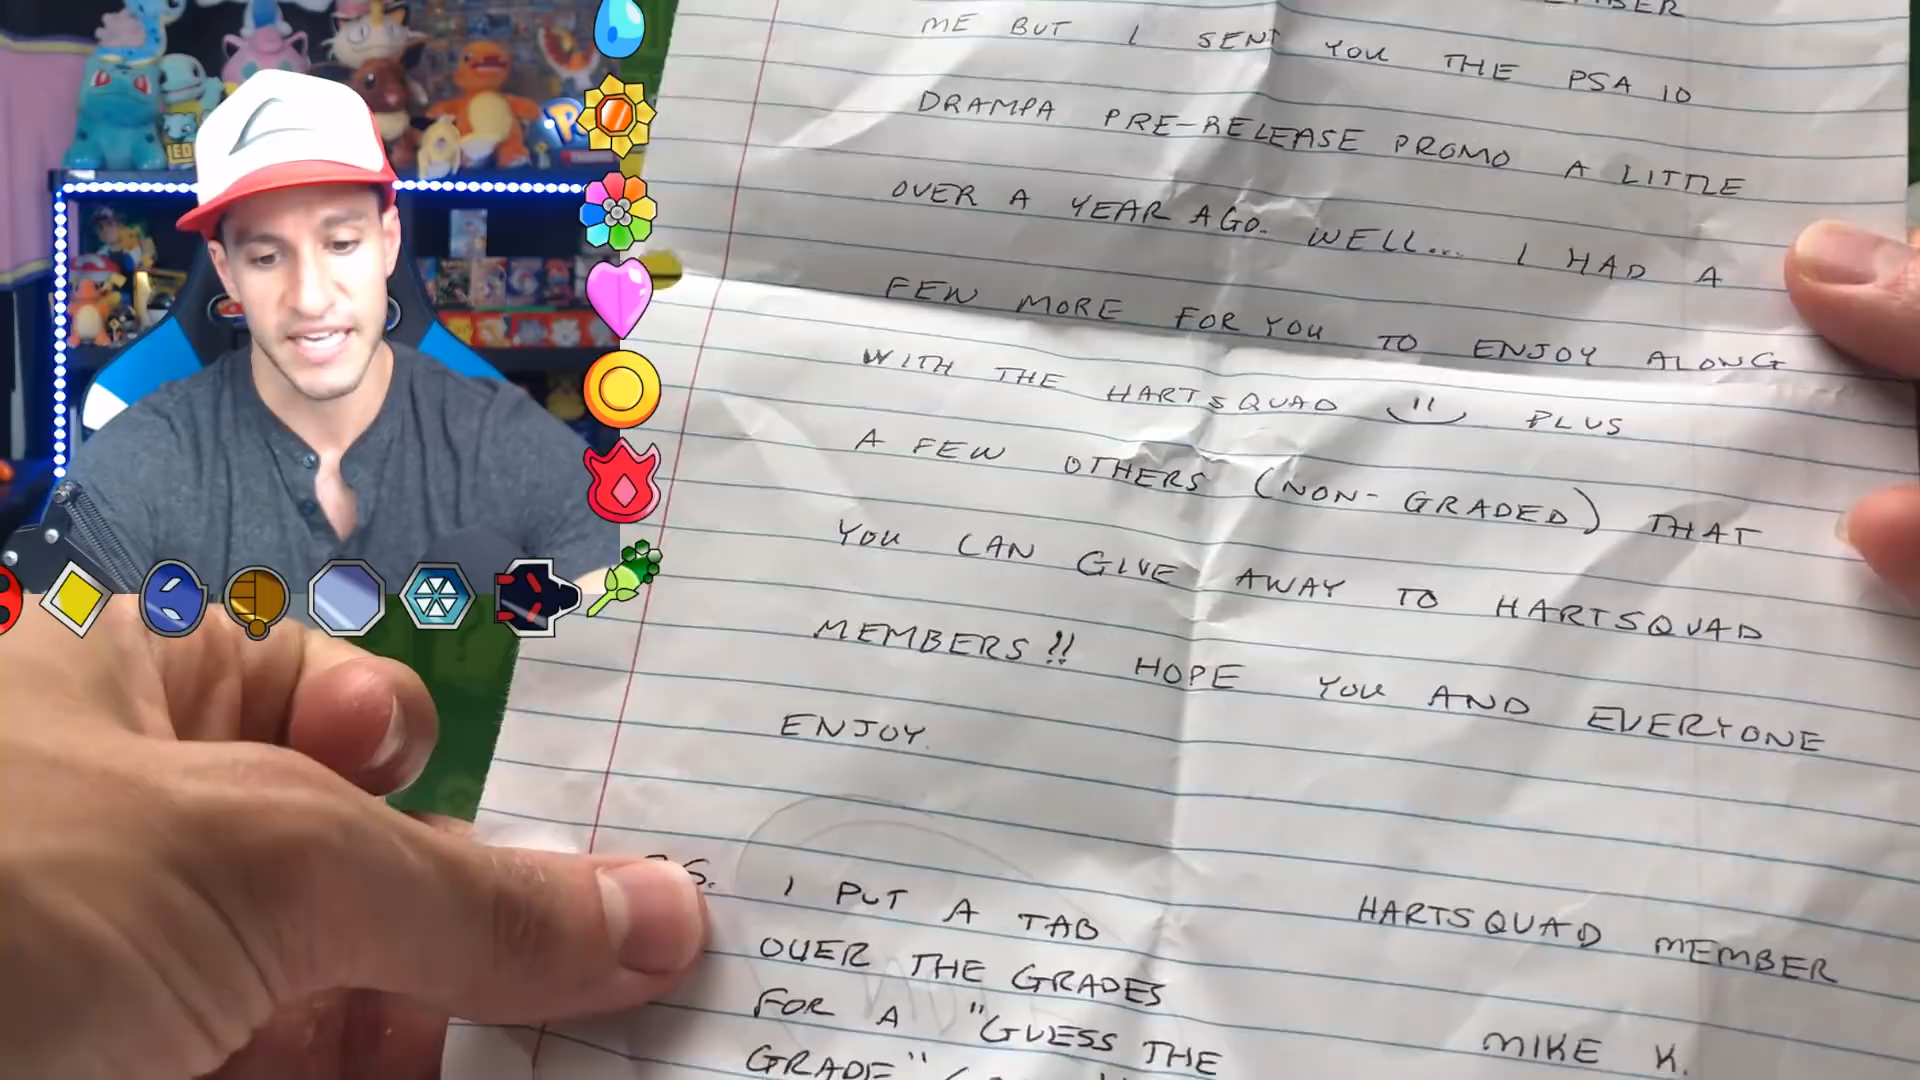 ME BUT I SENT YOU THE PSA 10
DRAMPA PRE-RELEASE PROMO A LITTLE
OVER A YEAR AGO. WELL... I HAD A
FEW MORE FOR YOU TO ENJOY ALONG
WITH THE HARTSQUAD PLUS
A FEW OTHERS (NON-GRADED) THAT
YOU CAN GIVE AWAY TO HARTSQUAD
MEMBERS!! HOPE YOU AND EVERYONE
ENJOY.
I PUT A TAB
OVER THE GRADES
FOR A "GUESS THE
GRADE"
HARTSQUAD MEMBER
MIKE K.